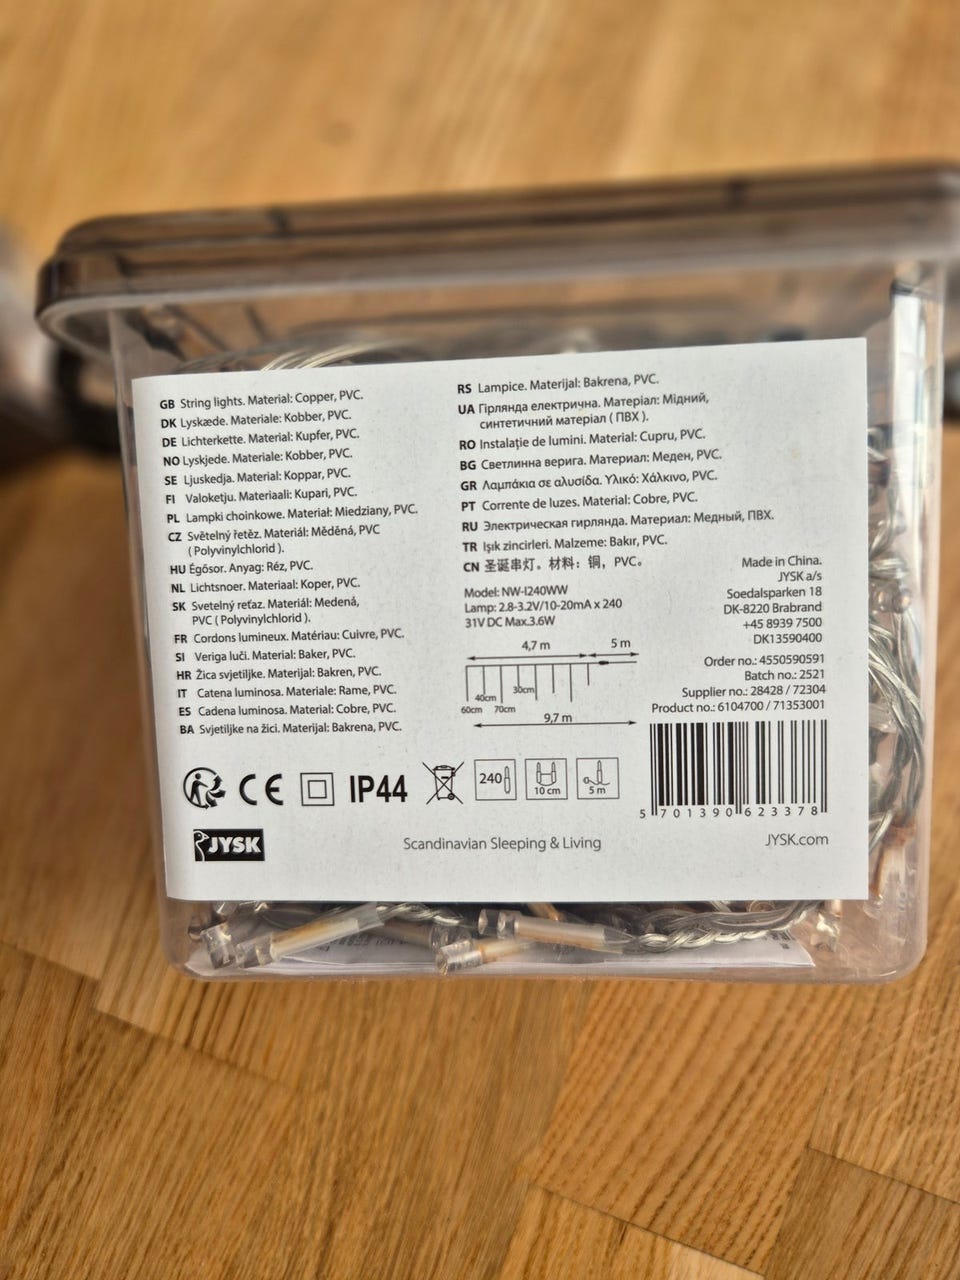 GB String lights. Material: Copper, PVC.
DK Lyskæde. Materiale: Kobber, PVC.
DE Lichterkette. Material: Kupfer, PVC.
NO Lyskjede. Materiale: Kobber, PVC.
SE Ljuskedja. Material: Koppar, PVC.
FI Valoketju. Materiaali: Kupari, PVC.
PL Lampki choinkowe. Materiał: Miedziany, PVC.
CZ Světelný řetěz. Materiál: Měděná, PVC
( Polyvinylchlorid ).
HU Égősor. Anyag: Réz, PVC.
NL Lichtsnoer. Materiaal: Koper, PVC.
SK Svetelný reťaz. Materiál: Medená,
PVC ( Polyvinylchlorid ).
FR Cordons lumineux. Matériau: Cuivre, PVC.
SI Veriga luči. Material: Baker, PVC.
HR Žica svjetiljke. Materijal: Bakren, PVC.
IT Catena luminosa. Materiale: Rame, PVC.
ES Cadena luminosa. Material: Cobre, PVC.
BA Svjetiljke na žici. Materijal: Bakrena, PVC.
RS Lampice. Materijal: Bakrena, PVC.
UA Гірлянда електрична. Матеріал: Мідний,
синтетичний матеріал ( ПВХ ).
RO Instalație de lumini. Material: Cupru, PVC.
BG Светлинна верига. Материал: Меден, PVC.
GR Λαμπάκια σε αλυσίδα. Υλικό: Χάλκινο, PVC.
PT Corrente de luzes. Material: Cobre, PVC.
RU Электрическая гирлянда. Материал: Медный, ПВХ.
TR Işık zincirleri. Malzeme: Bakır, PVC.
CN 圣诞串灯。材料：铜，PVC。
Model: NW-I240WW
Lamp: 2.8-3.2V/10-20mA x 240
31V DC Max.3.6W
4,7 m 5 m
40cm 30cm
60cm 70cm
9,7 m
Made in China.
JYSK a/s
Soedalsparken 18
DK-8220 Brabrand
+45 8939 7500
DK13590400
Order no.: 4550590591
Batch no.: 2521
Supplier no.: 28428 / 72304
Product no.: 6104700 / 71353001
5 701390 623378
CE IP44 240 10 cm 5 m
JYSK
Scandinavian Sleeping & Living
JYSK.com